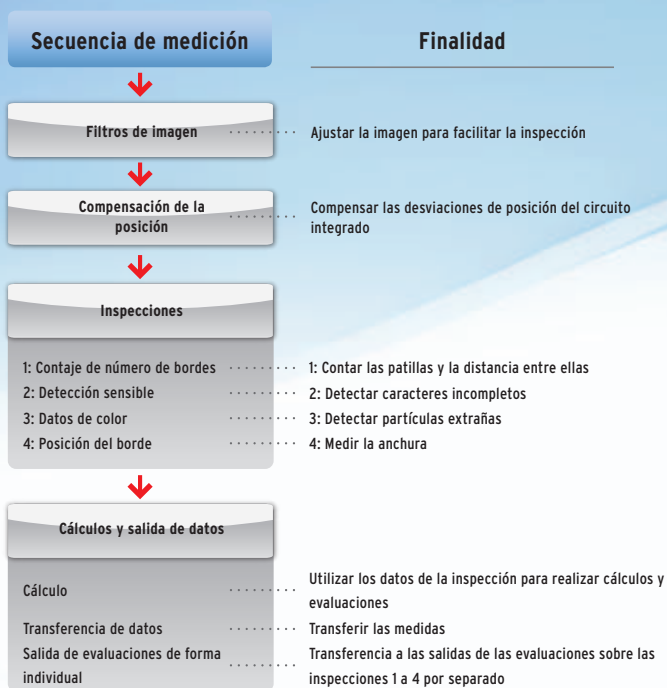 Secuencia de medición
Finalidad
Filtros de imagen
Ajustar la imagen para facilitar la inspección
Compensación de la
posición
Compensar las desviaciones de posición del circuito
integrado
Inspecciones
1: Contaje de número de bordes
1: Contar las patillas y la distancia entre ellas
2: Detección sensible
2: Detectar caracteres incompletos
3: Datos de color
3: Detectar partículas extrañas
4: Posición del borde
4: Medir la anchura
Cálculos y salida de datos
Cálculo
Utilizar los datos de la inspección para realizar cálculos y
evaluaciones
Transferencia de datos
Transferir las medidas
Salida de evaluaciones de forma
individual
Transferencia a las salidas de las evaluaciones sobre las
inspecciones 1 a 4 por separado